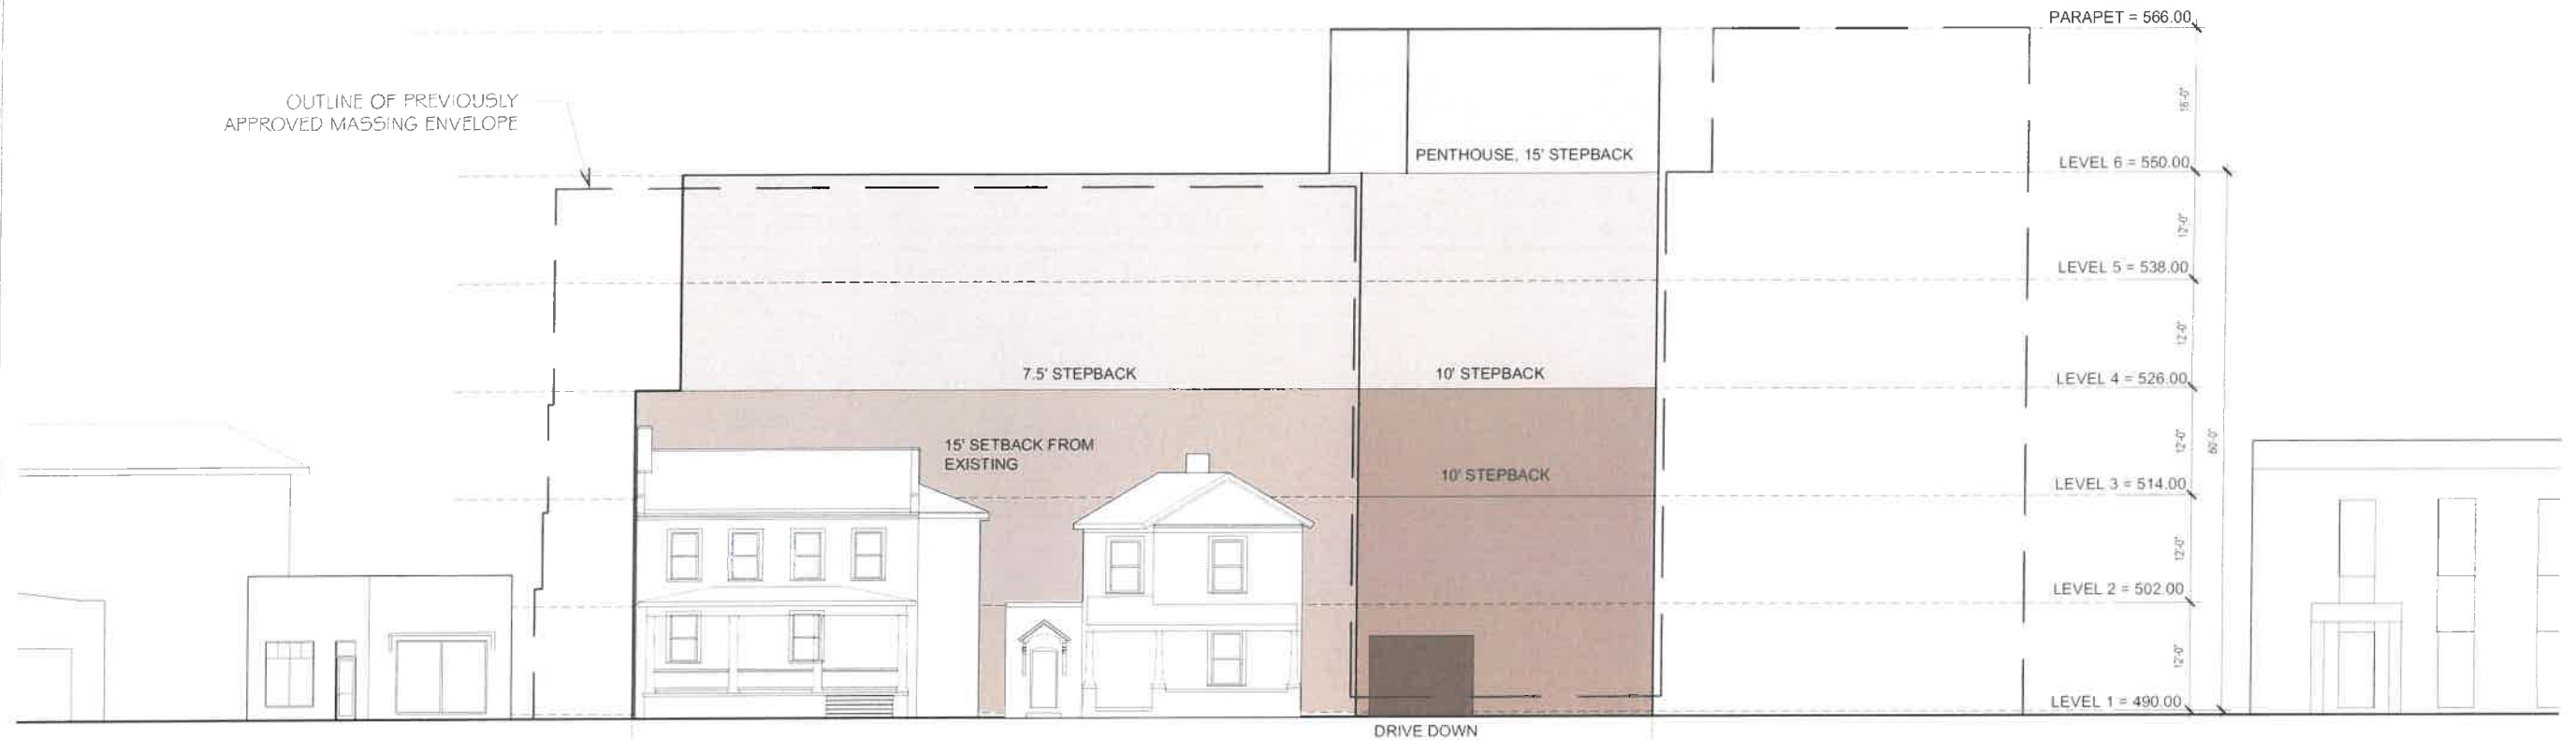 PARAPET = 566.00
OUTLINE OF PREVIOUSLY
APPROVED MASSING ENVELOPE
16'-0"
PENTHOUSE, 15' STEPBACK
LEVEL 6 = 550.00
12'-0"
LEVEL 5 = 538.00
12'-0"
7.5' STEPBACK
10' STEPBACK
LEVEL 4 = 526.00
15' SETBACK FROM
EXISTING
12'-0"
60'-0"
10' STEPBACK
LEVEL 3 = 514.00
12'-0"
LEVEL 2 = 502.00
12'-0"
LEVEL 1 = 490.00
DRIVE DOWN